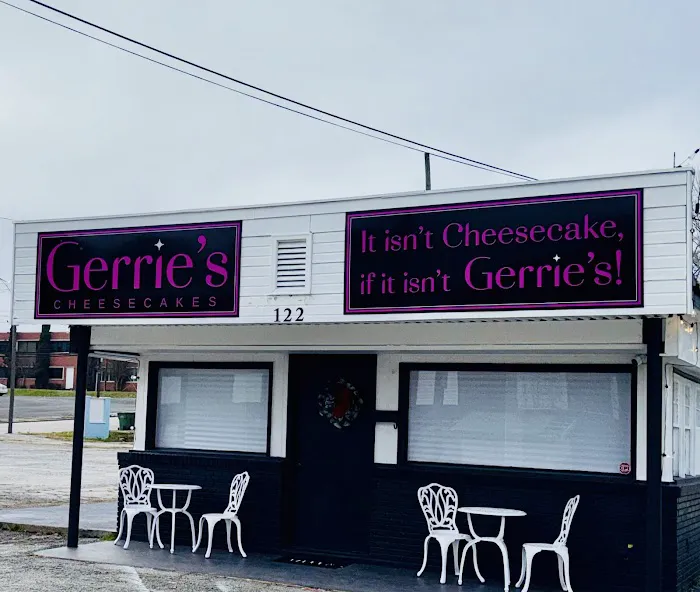 Gerrie's
CHEESECAKES
It isn't Cheesecake,
if it isn't Gerrie's!
122